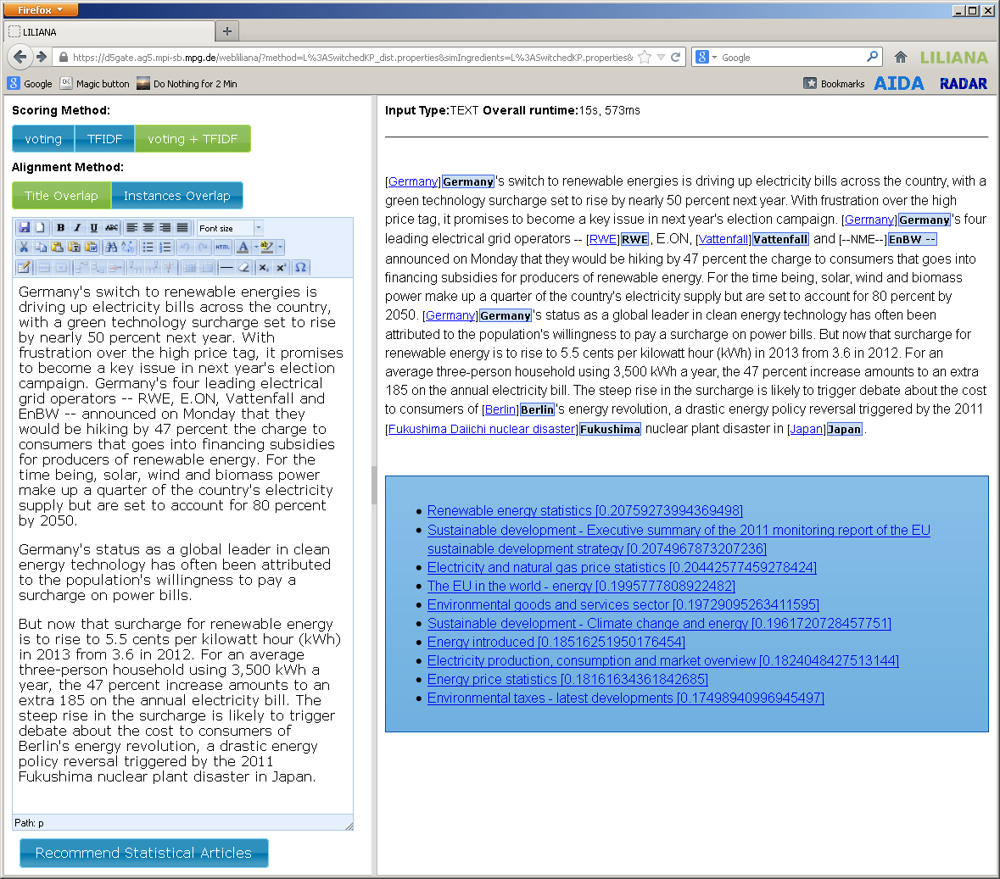 Firefox
LILIANA
https://d5gate.ag5.mpi-sb.mpg.de/webliliana/?method=L%3ASwitchedKP_dist.properties&simIngredients=L%3ASwitchedKP.properties&
Google
LILIANA
Google Magic button Do Nothing for 2 Min
Bookmarks AIDA RADAR
Scoring Method:
voting TFIDF voting + TFIDF
Alignment Method:
Title Overlap Instances Overlap
B I U ABC Font size
HTML A ab
Germany's switch to renewable energies is
driving up electricity bills across the country,
with a green technology surcharge set to rise
by nearly 50 percent next year. With
frustration over the high price tag, it promises
to become a key issue in next year's election
campaign. Germany's four leading electrical
grid operators -- RWE, E.ON, Vattenfall and
EnBW -- announced on Monday that they
would be hiking by 47 percent the charge to
consumers that goes into financing subsidies
for producers of renewable energy. For the
time being, solar, wind and biomass power
make up a quarter of the country's electricity
supply but are set to account for 80 percent
by 2050.
Germany's status as a global leader in clean
energy technology has often been attributed
to the population's willingness to pay a
surcharge on power bills.
But now that surcharge for renewable energy
is to rise to 5.5 cents per kilowatt hour (kWh)
in 2013 from 3.6 in 2012. For an average
three-person household using 3,500 kWh a
year, the 47 percent increase amounts to an
extra 185 on the annual electricity bill. The
steep rise in the surcharge is likely to trigger
debate about the cost to consumers of
Berlin's energy revolution, a drastic energy
policy reversal triggered by the 2011
Fukushima nuclear plant disaster in Japan.
Path: p
Recommend Statistical Articles
Input Type:TEXT Overall runtime:15s, 573ms
[Germany]Germany's switch to renewable energies is driving up electricity bills across the country, with a
green technology surcharge set to rise by nearly 50 percent next year. With frustration over the high
price tag, it promises to become a key issue in next year's election campaign. [Germany]Germany's four
leading electrical grid operators -- [RWE]RWE, E.ON, [Vattenfall]Vattenfall and [--NME--]EnBW --
announced on Monday that they would be hiking by 47 percent the charge to consumers that goes into
financing subsidies for producers of renewable energy. For the time being, solar, wind and biomass
power make up a quarter of the country's electricity supply but are set to account for 80 percent by
2050. [Germany]Germany's status as a global leader in clean energy technology has often been
attributed to the population's willingness to pay a surcharge on power bills. But now that surcharge for
renewable energy is to rise to 5.5 cents per kilowatt hour (kWh) in 2013 from 3.6 in 2012. For an
average three-person household using 3,500 kWh a year, the 47 percent increase amounts to an extra
185 on the annual electricity bill. The steep rise in the surcharge is likely to trigger debate about the cost
to consumers of [Berlin]Berlin's energy revolution, a drastic energy policy reversal triggered by the 2011
[Fukushima Daiichi nuclear disaster]Fukushima nuclear plant disaster in [Japan]Japan.
Renewable energy statistics [0.20759273994369498]
Sustainable development - Executive summary of the 2011 monitoring report of the EU
sustainable development strategy [0.2074967873207236]
Electricity and natural gas price statistics [0.20442577459278424]
The EU in the world - energy [0.1995777808922482]
Environmental goods and services sector [0.19729095263411595]
Sustainable development - Climate change and energy [0.1961720728457751]
Energy introduced [0.18516251950176454]
Electricity production, consumption and market overview [0.1824048427513144]
Energy price statistics [0.18161634361842685]
Environmental taxes - latest developments [0.17498940996945497]